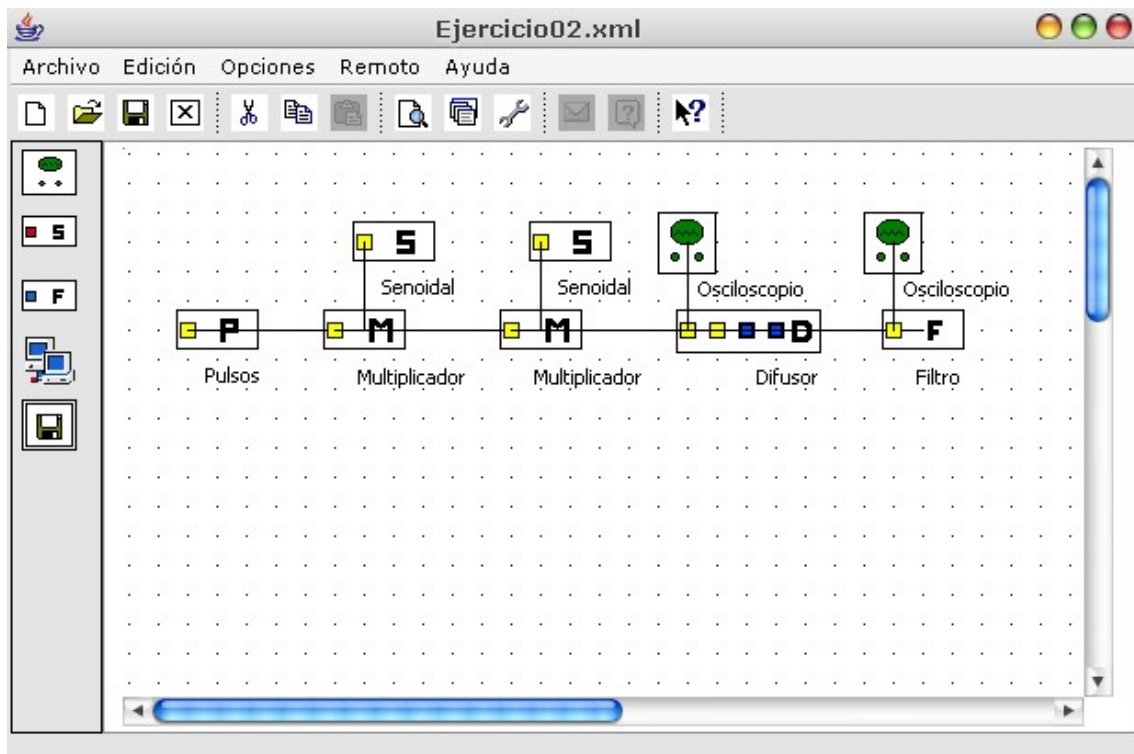 Ejercicio02.xml
Archivo Edición Opciones Remoto Ayuda
S
F
S
S
Senoidal
Senoidal
Osciloscopio
Osciloscopio
P
M
M
D
F
Pulsos
Multiplicador
Multiplicador
Difusor
Filtro